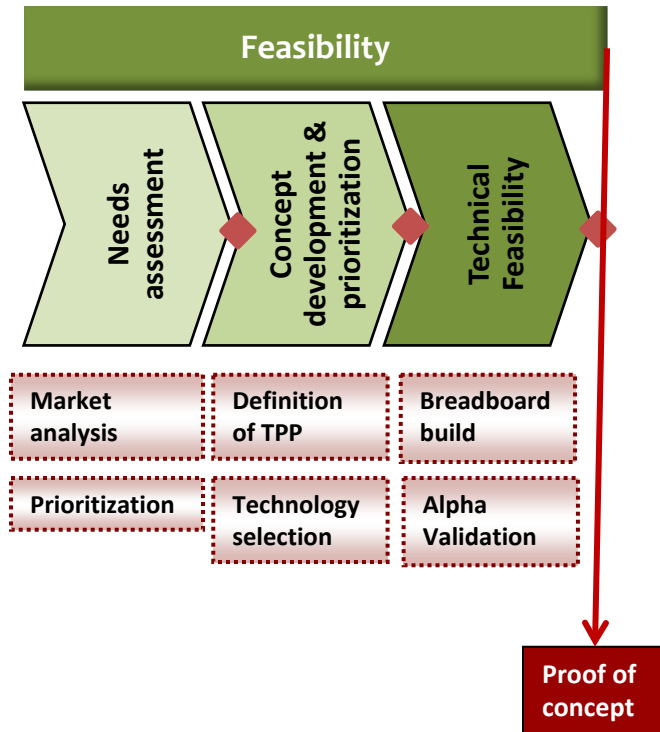 Feasibility
Needs
assessment
Concept
development &
prioritization
Technical
Feasibility
Market
analysis
Definition
of TPP
Breadboard
build
Prioritization
Technology
selection
Alpha
Validation
Proof of
concept